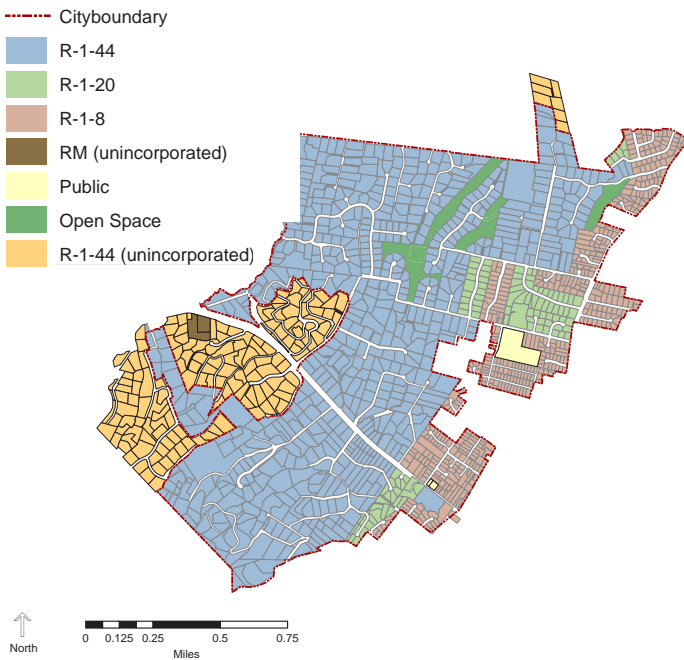 Cityboundary
R-1-44
R-1-20
R-1-8
RM (unincorporated)
Public
Open Space
R-1-44 (unincorporated)
North
0 0.125 0.25 0.5 0.75
Miles